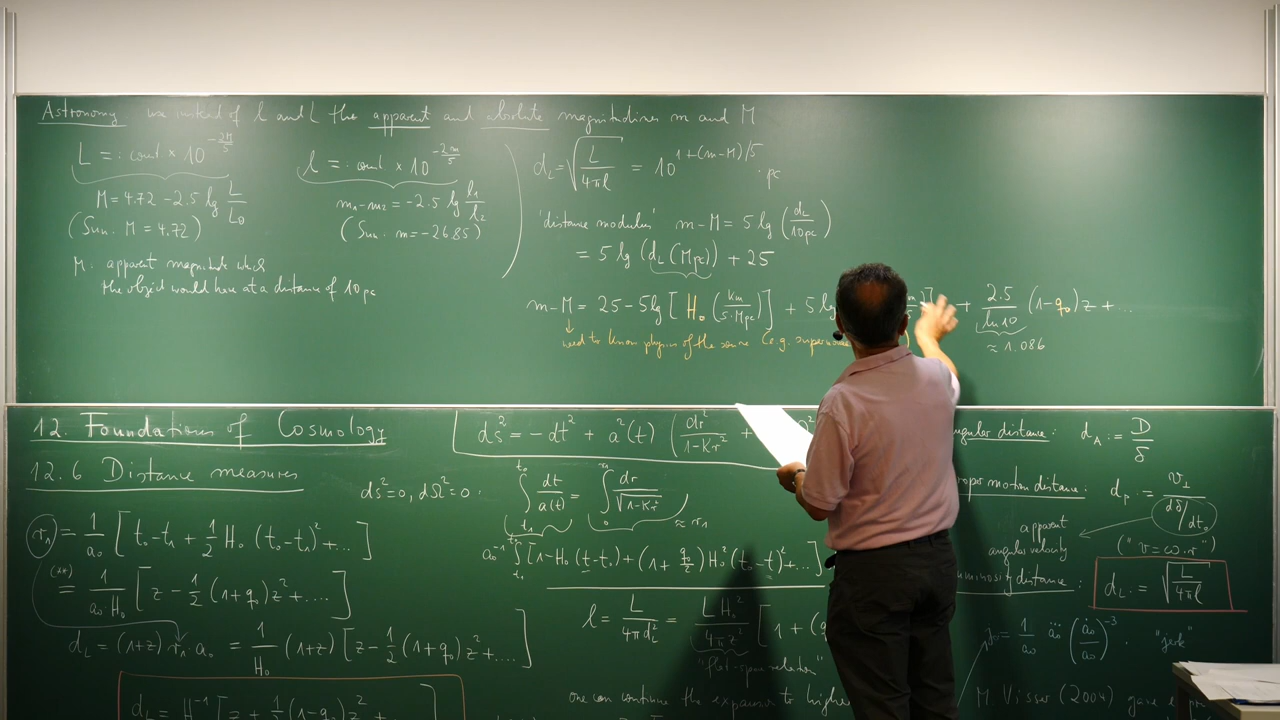 Astronomy use instead of l and L the apparent and absolute magnitudines m and M
L = : const × 10^(-2M/5)
M = 4.72 - 2.5 lg L/L₀
(Sun. M = 4.72)
M. apparent magnitude which
the object would have at a distance of 10 pc
l = : const × 10^(-2m/5)
m₁-m₂ = -2.5 lg l₁/l₂
(Sun. m = -26.85)
d_L = √(L/4πl) = 10^(1+(m-M)/5) · pc
'distance modulus' m-M = 5 lg (d_L/10pc)
= 5 lg (d_L (Mpc)) + 25
m-M = 25 - 5 lg [H₀ (km/s·Mpc)] + 5 lg + 2.5/ln 10 (1-q₀) z + ...
≈ 1.086
need to know physics of the source (e.g. supernovae
12. Foundations of Cosmology
12.6 Distance measures
r₁ = 1/a₀ [t₀-t₁ + 1/2 H₀ (t₀-t₁)² + ...]
(**) = 1/(a₀·H₀) [z - 1/2 (1+q₀) z² + ....]
d_L = (1+z) r₁·a₀ = 1/H₀ (1+z) [z - 1/2 (1+q₀) z² + ....]
d_L = H₀⁻¹ [z + 1/2 (1-q₀) z²
ds² = -dt² + a²(t) (dr²/(1-Kr²) +
ds² = 0, dΩ² = 0. ∫ dt/a(t) = ∫ dr/√(1-Kr²) ≈ r₁
a₀⁻¹ ∫ [1 - H₀ (t-t₀) + (1 + q₀/2) H₀² (t₀-t)² + ...]
l = L/4πd_L² = L H₀²/4πz² [1 + (q₀
"flat-space relation"
one can continue the expansion to higher
angular distance: d_A := D/δ
proper motion distance: d_P := v⊥/(dδ/dt₀)
apparent
angular velocity
("v = ω·r")
luminosity distance: d_L := √(L/4πl)
j₀ = 1/a₀ a⃛₀ (ȧ₀/a₀)⁻³ . "jerk"
M. Visser (2004) gave